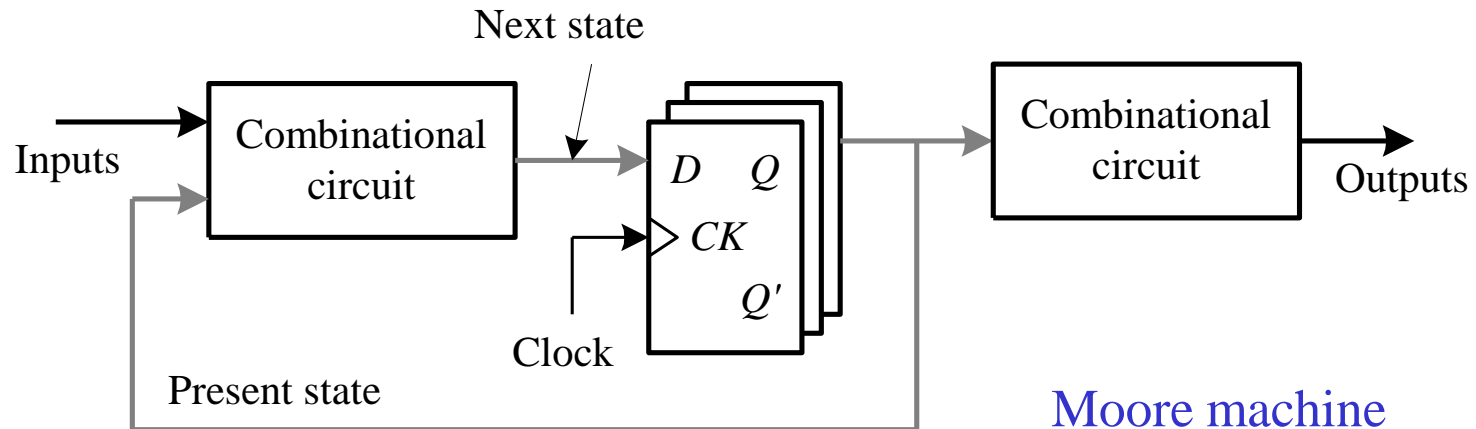 Next state
Inputs
Combinational
circuit
D Q
CK
Q'
Clock
Combinational
circuit
Outputs
Present state
Moore machine